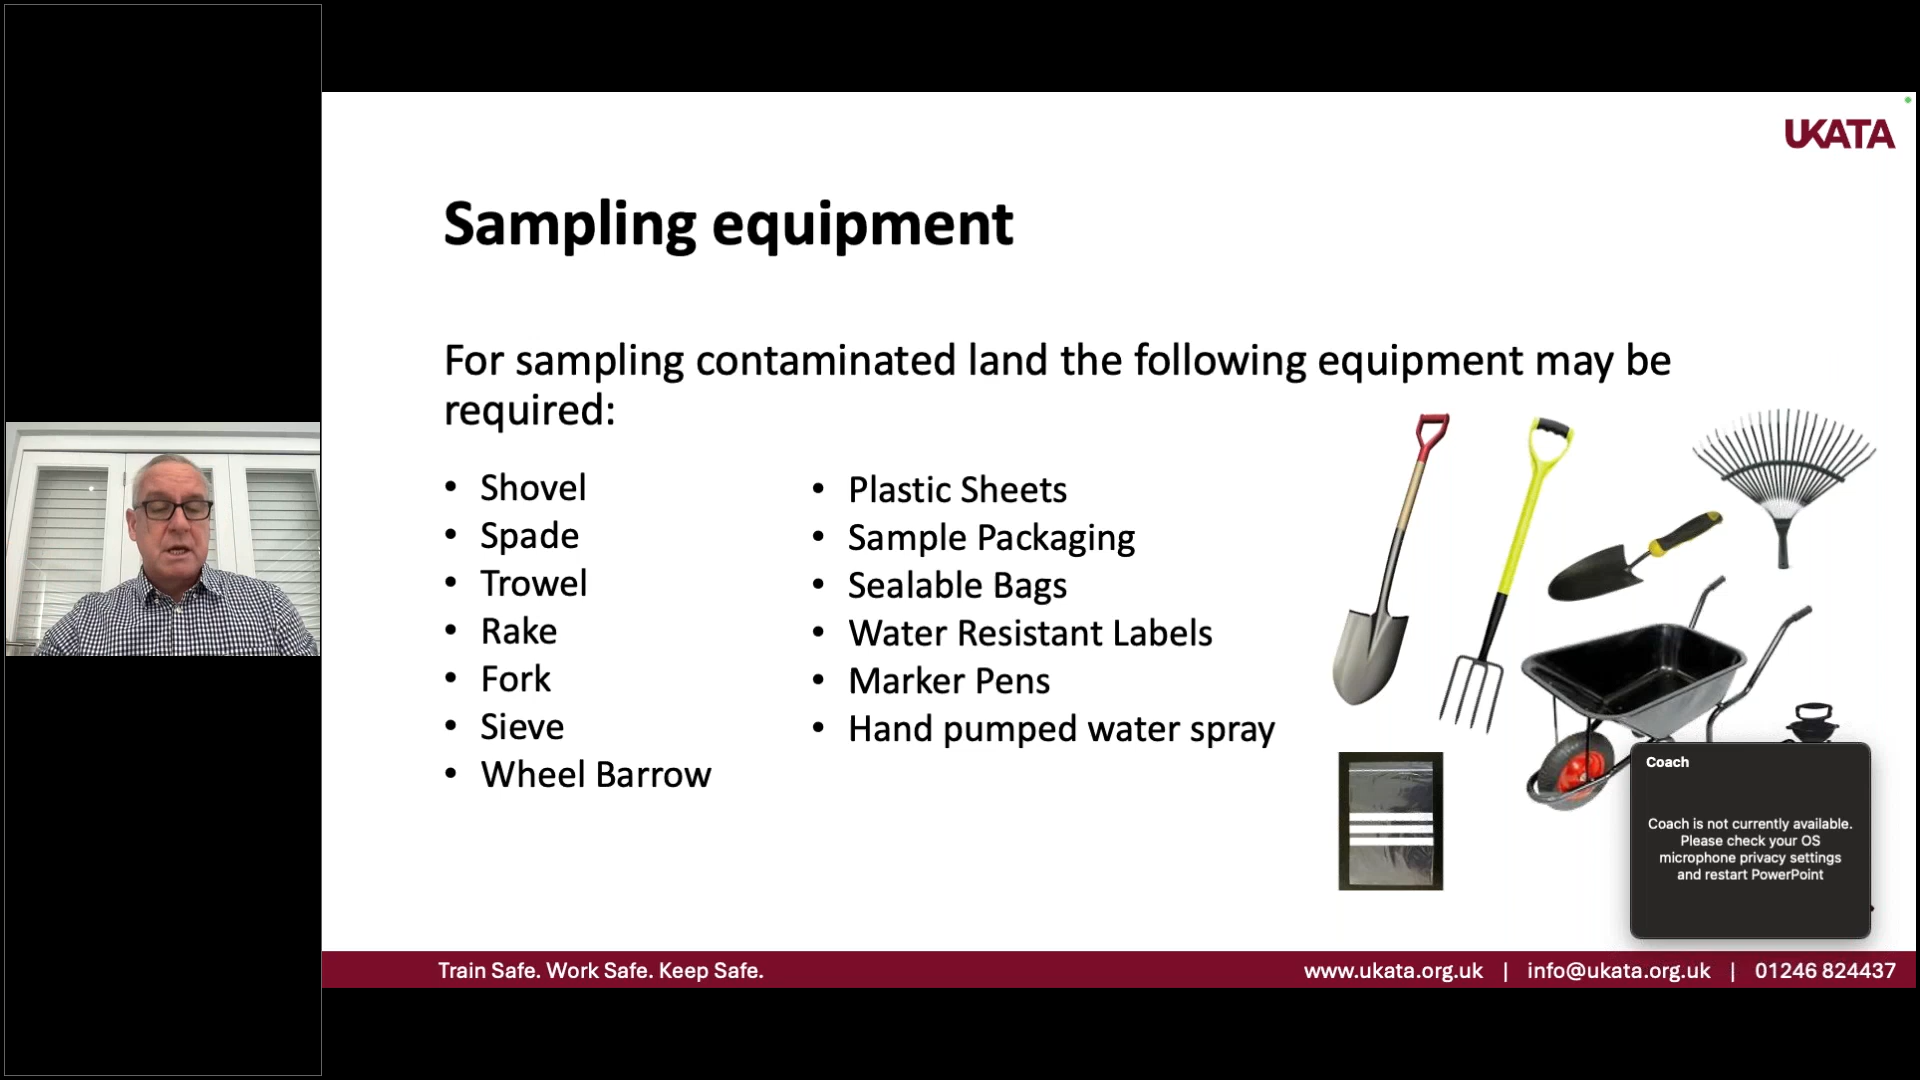 UKATA
Sampling equipment
For sampling contaminated land the following equipment may be
required:
• Shovel
• Spade
• Trowel
• Rake
• Fork
• Sieve
• Wheel Barrow
• Plastic Sheets
• Sample Packaging
• Sealable Bags
• Water Resistant Labels
• Marker Pens
• Hand pumped water spray
Coach
Coach is not currently available.
Please check your OS
microphone privacy settings
and restart PowerPoint
Train Safe. Work Safe. Keep Safe.
www.ukata.org.uk | info@ukata.org.uk | 01246 824437